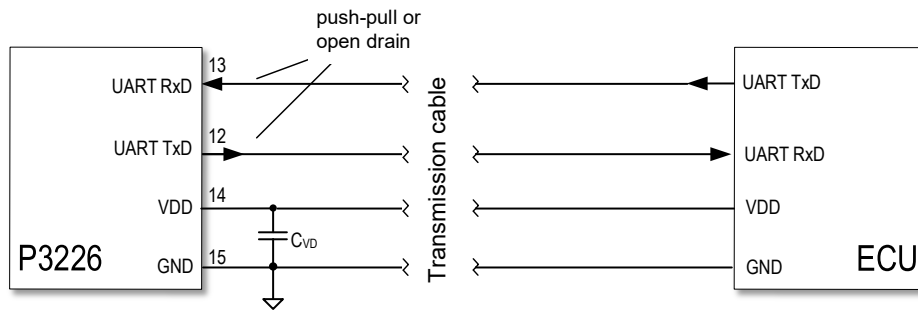 push-pull or
open drain
13
UART RxD
UART TxD
12
UART TxD
UART RxD
Transmission cable
14
VDD
VDD
CVD
15
P3226
GND
GND
ECU